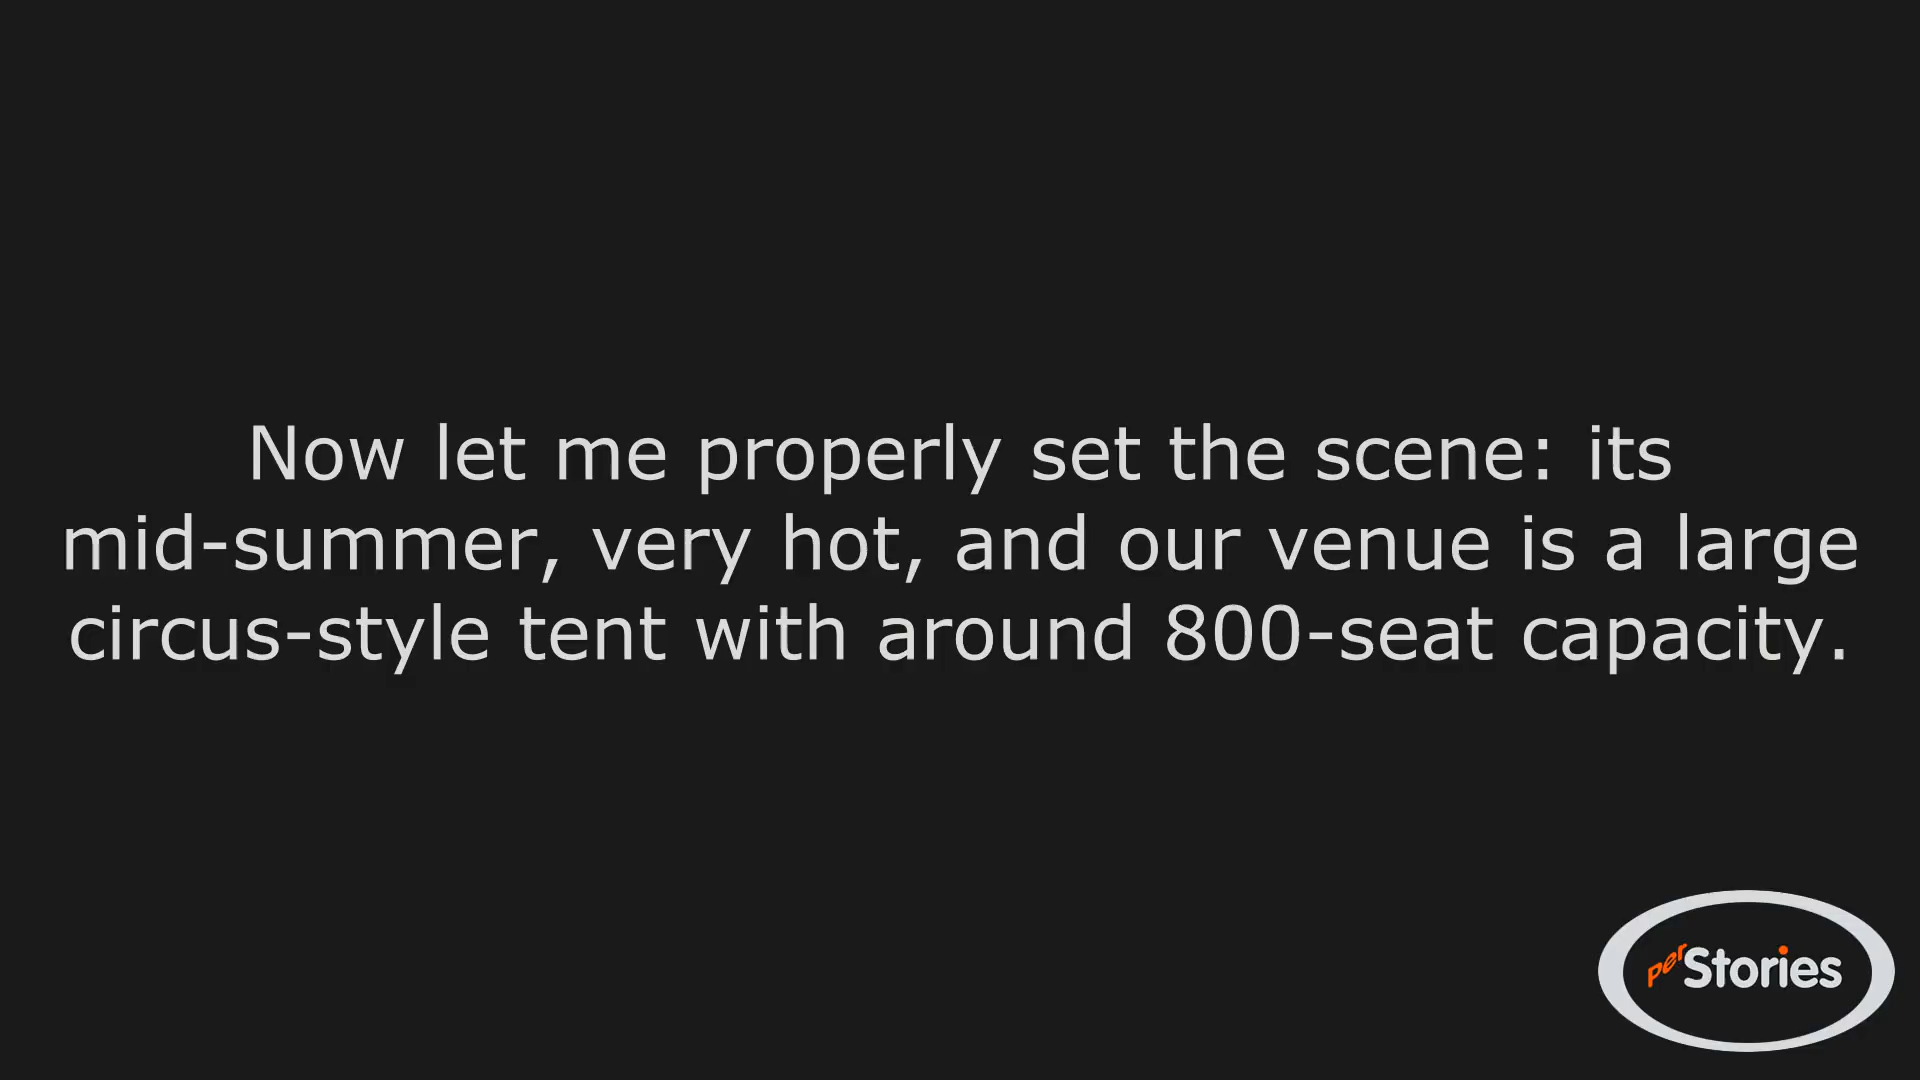 Now let me properly set the scene: its
mid-summer, very hot, and our venue is a large
circus-style tent with around 800-seat capacity.
perStories